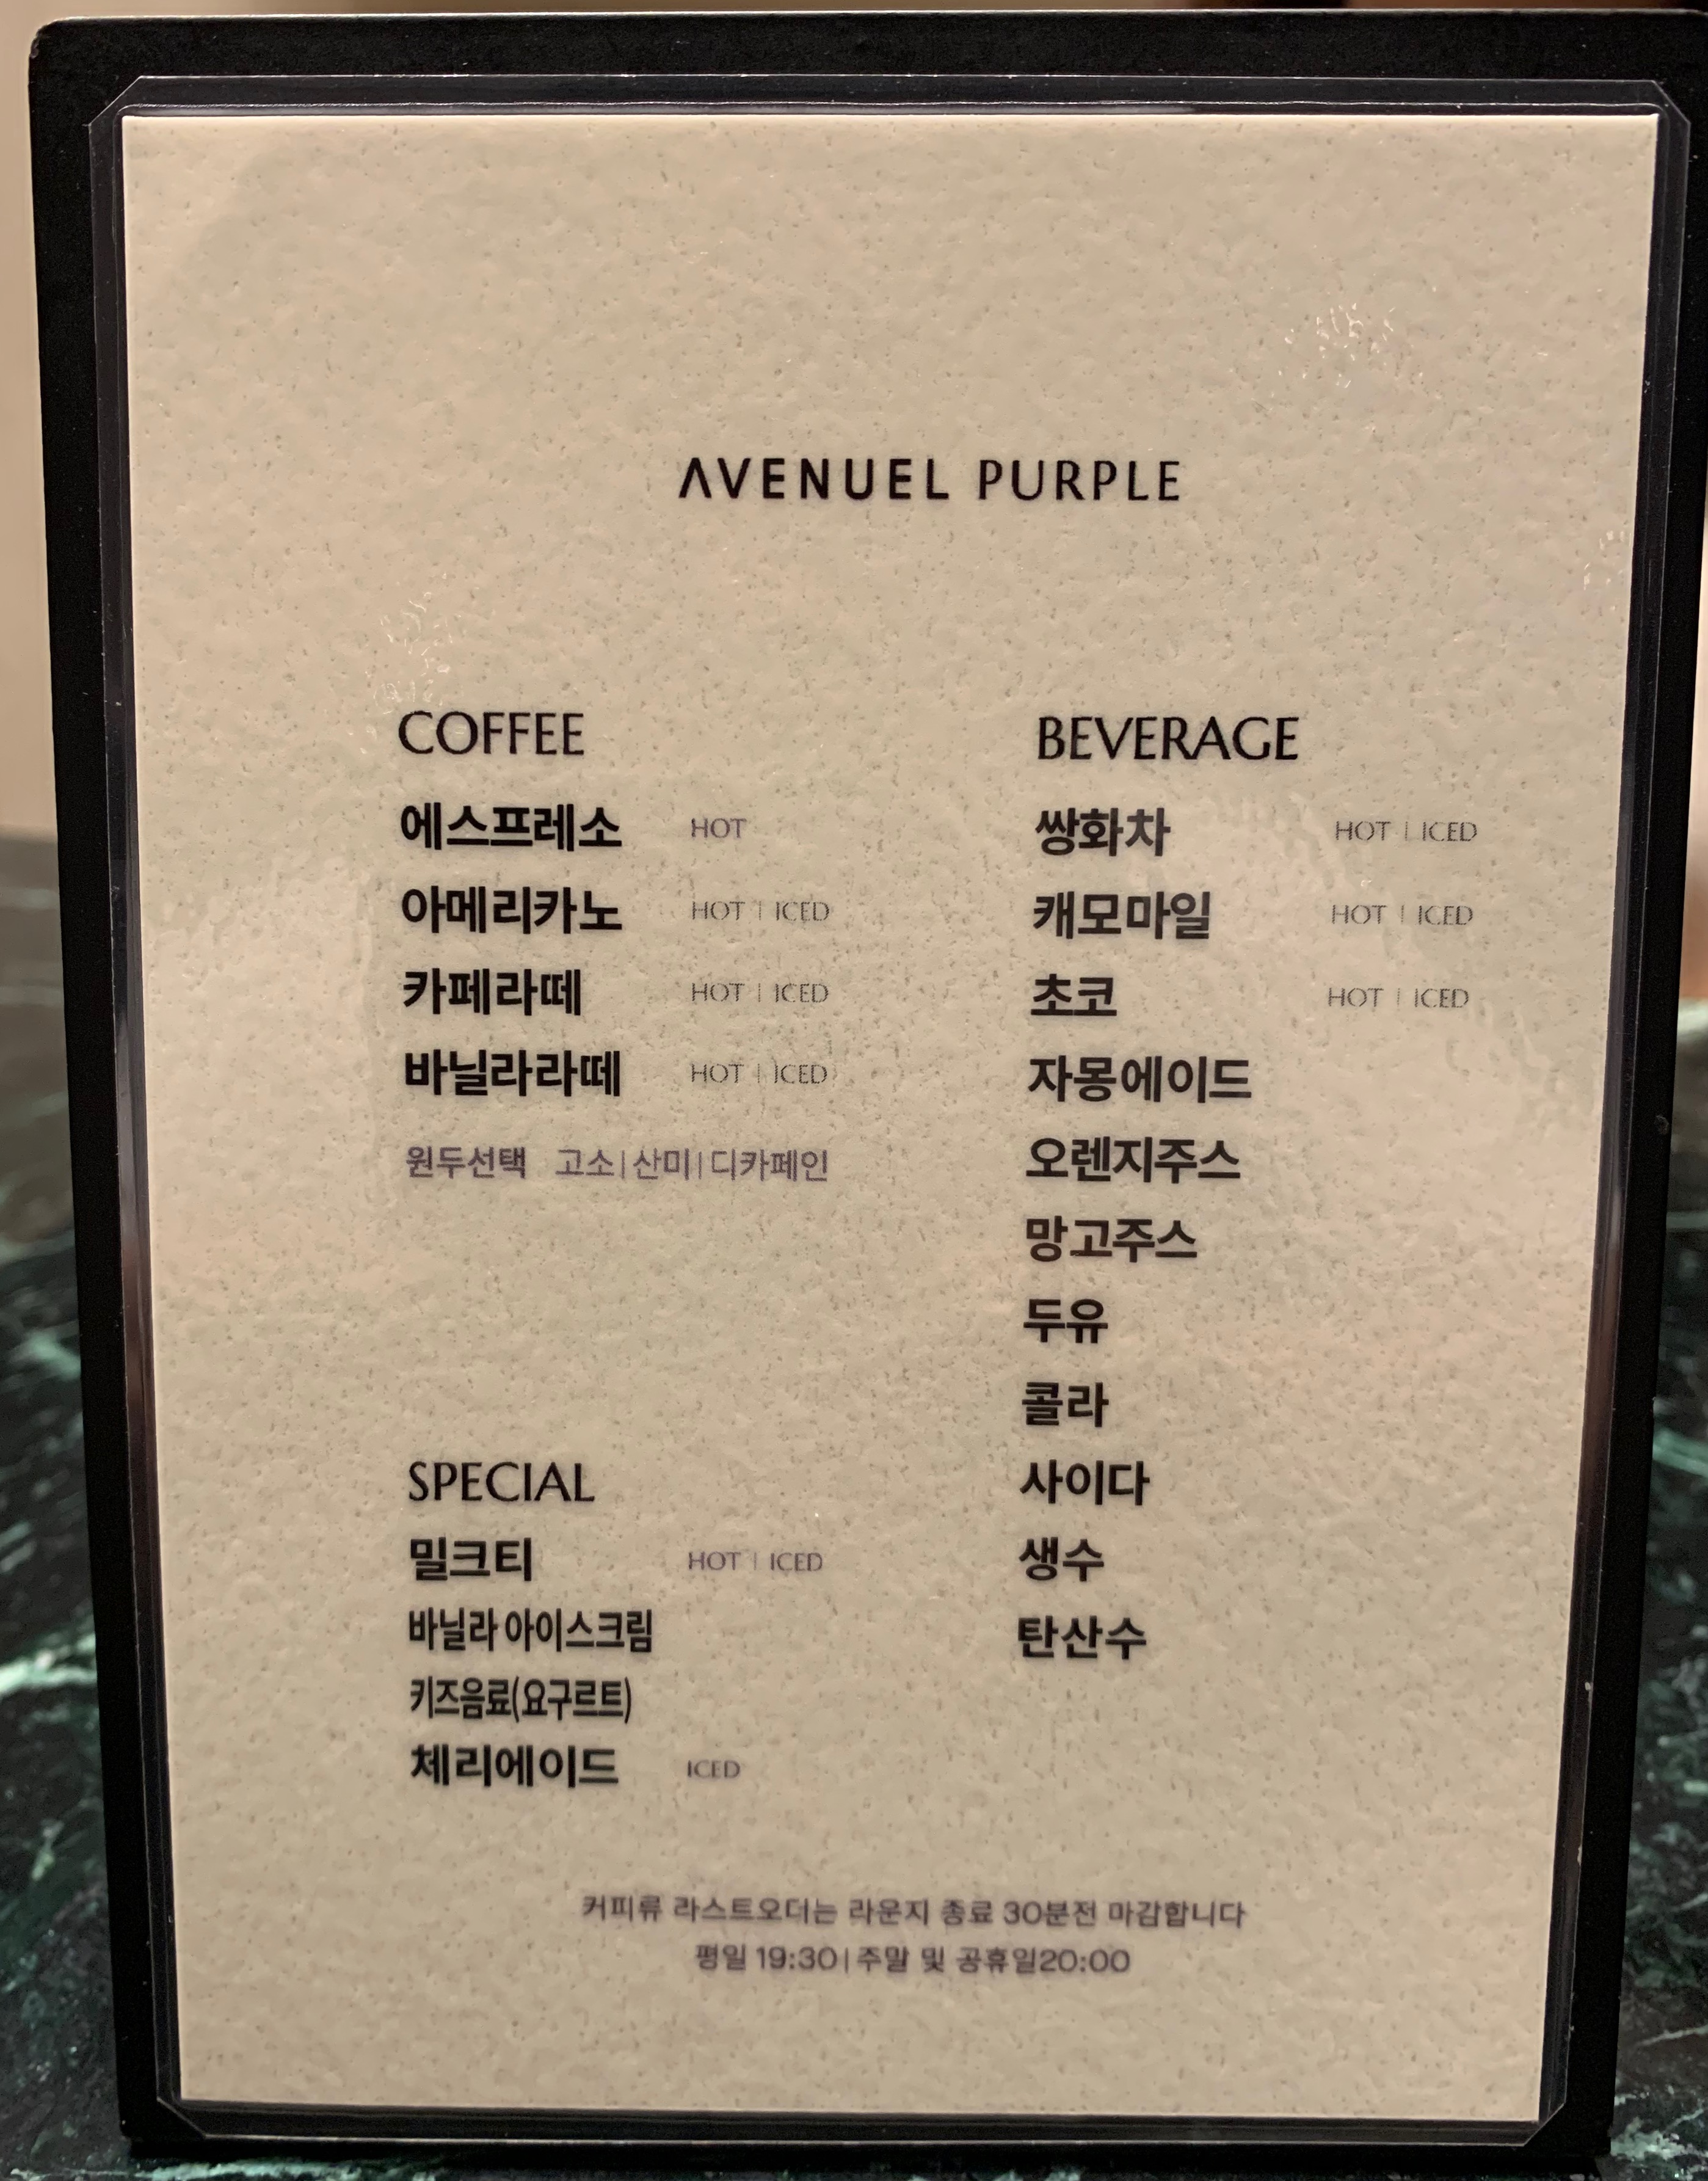 AVENUEL PURPLE
COFFEE
에스프레소 HOT
아메리카노 HOT | ICED
카페라떼 HOT | ICED
바닐라라떼 HOT | ICED
원두선택 고소|산미|디카페인
SPECIAL
밀크티 HOT | ICED
바닐라 아이스크림
키즈음료(요구르트)
체리에이드 ICED
BEVERAGE
쌍화차 HOT | ICED
캐모마일 HOT | ICED
초코 HOT | ICED
자몽에이드
오렌지주스
망고주스
두유
콜라
사이다
생수
탄산수
커피류 라스트오더는 라운지 종료 30분전 마감합니다
평일 19:30|주말 및 공휴일20:00